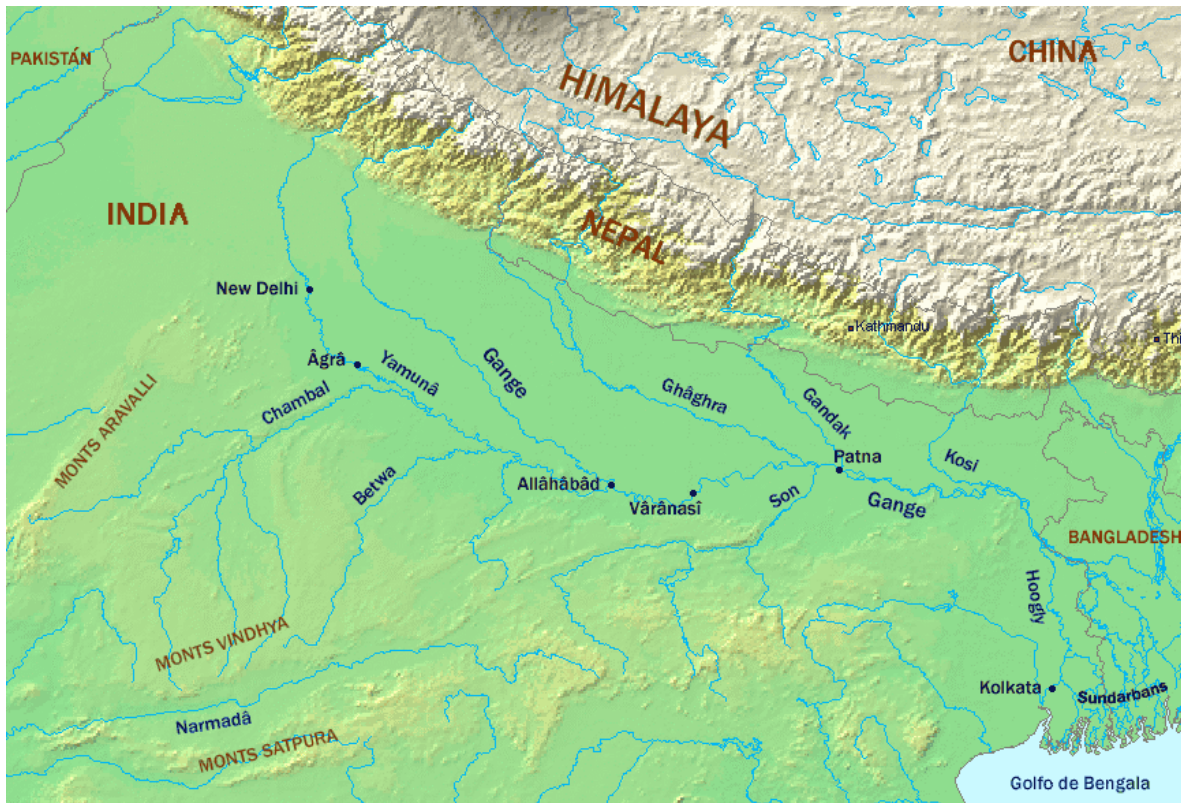 CHINA
PAKISTÁN
HIMALAYA
INDIA
NEPAL
New Delhi
Kathmandu
Thi
Âgrâ
Yamunâ
Gange
Ghâghra
Gandak
Chambal
MONTS ARAVALLI
Betwa
Patna
Kosi
Allâhâbâd
Vârânasî
Son
Gange
BANGLADESH
Hoogly
MONTS VINDHYA
Kolkata
Sundarbans
Narmadâ
MONTS SATPURA
Golfo de Bengala